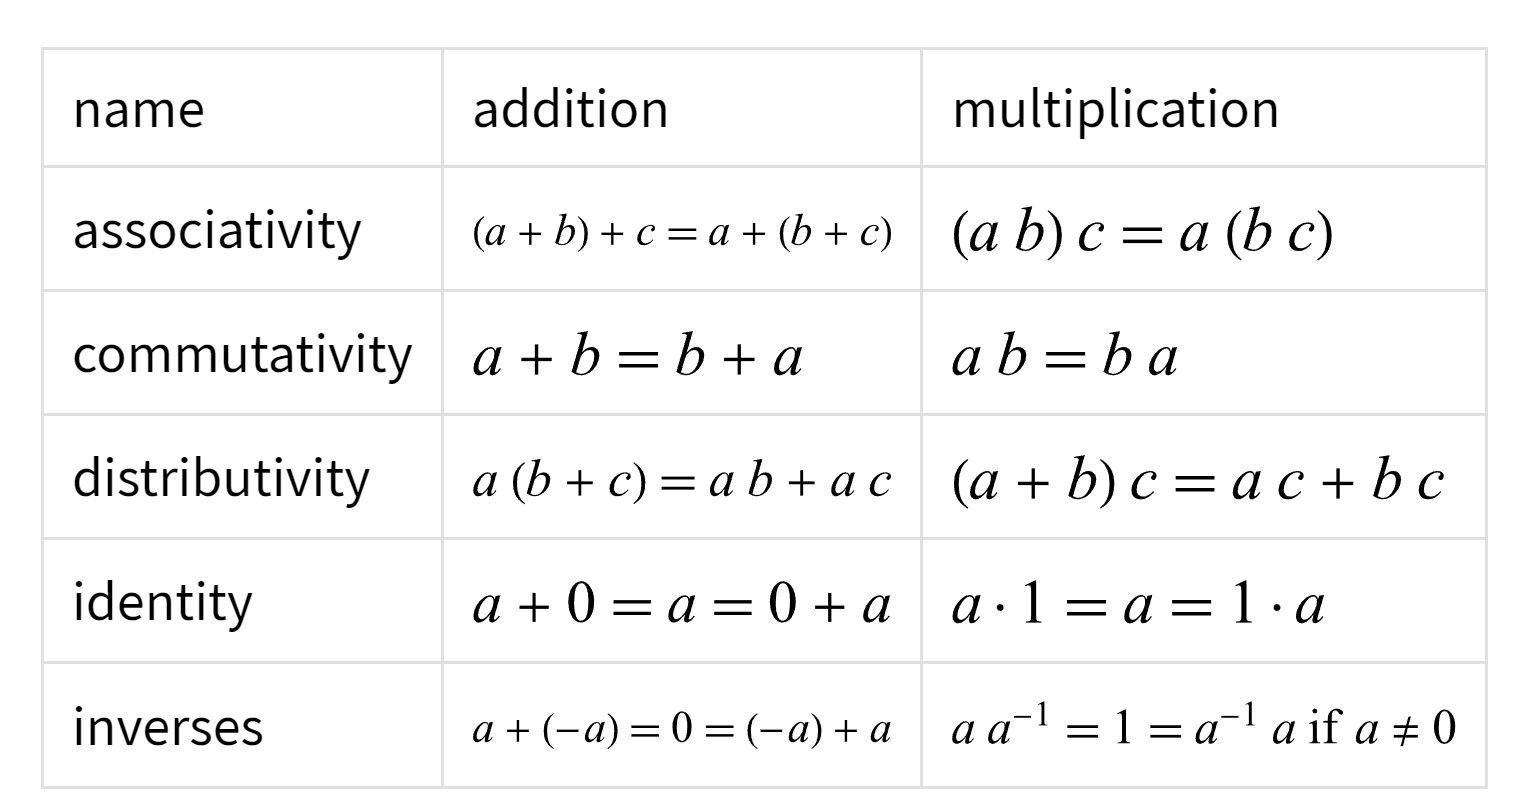 name addition multiplication
associativity (a + b) + c = a + (b + c) (a b) c = a (b c)
commutativity a + b = b + a a b = b a
distributivity a (b + c) = a b + a c (a + b) c = a c + b c
identity a + 0 = a = 0 + a a · 1 = a = 1 · a
inverses a + (−a) = 0 = (−a) + a a a⁻¹ = 1 = a⁻¹ a if a ≠ 0